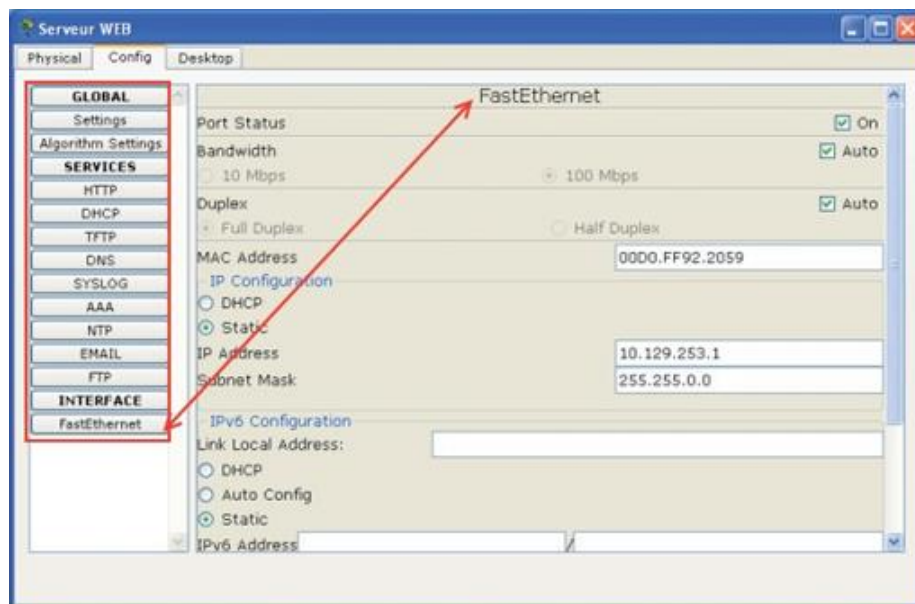 Serveur WEB
Physical Config Desktop
GLOBAL
Settings
Algorithm Settings
SERVICES
HTTP
DHCP
TFTP
DNS
SYSLOG
AAA
NTP
EMAIL
FTP
INTERFACE
FastEthernet
FastEthernet
Port Status On
Bandwidth Auto
10 Mbps 100 Mbps
Duplex Auto
Full Duplex Half Duplex
MAC Address 00D0.FF92.2059
IP Configuration
DHCP
Static
IP Address 10.129.253.1
Subnet Mask 255.255.0.0
IPv6 Configuration
Link Local Address:
DHCP
Auto Config
Static
IPv6 Address /